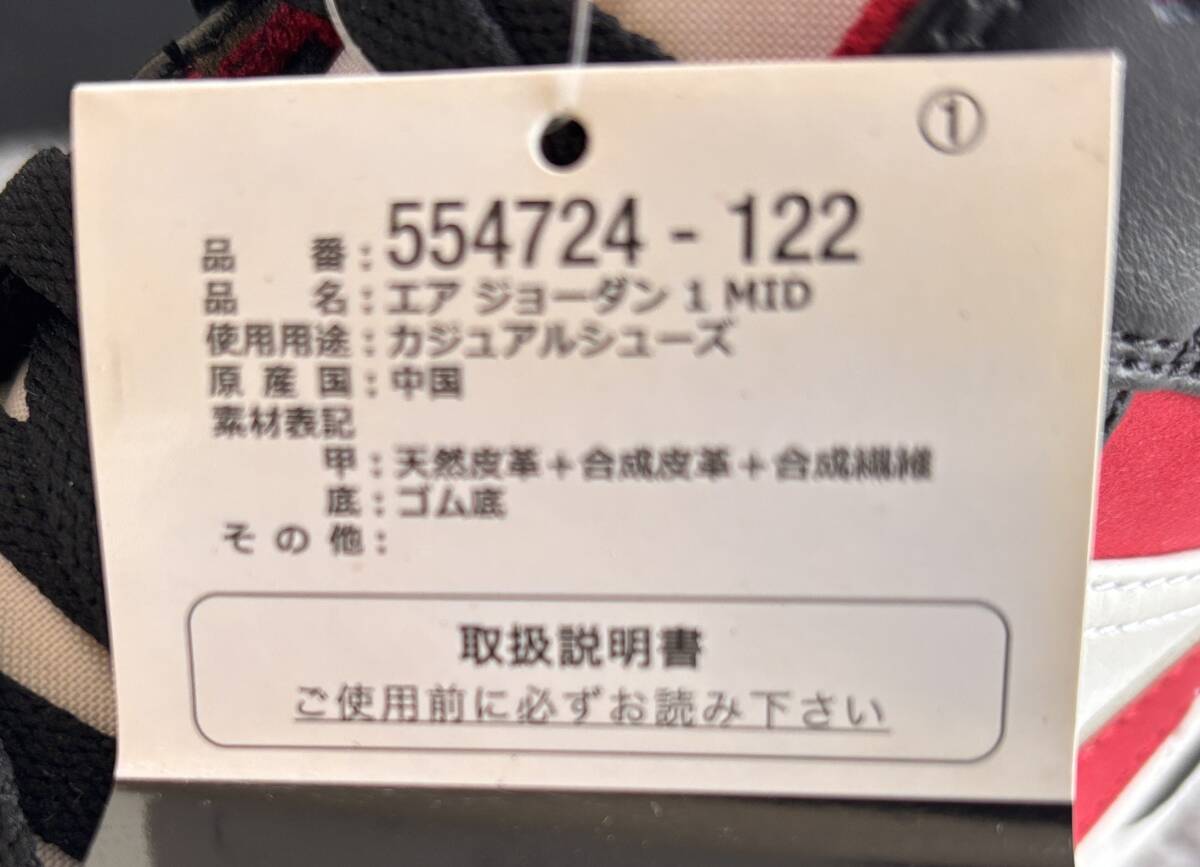 ①
品番：554724 - 122
品名：エア ジョーダン 1 MID
使用用途：カジュアルシューズ
原産国：中国
素材表記
甲：天然皮革＋合成皮革＋合成繊維
底：ゴム底
その他：
取扱説明書
ご使用前に必ずお読み下さい